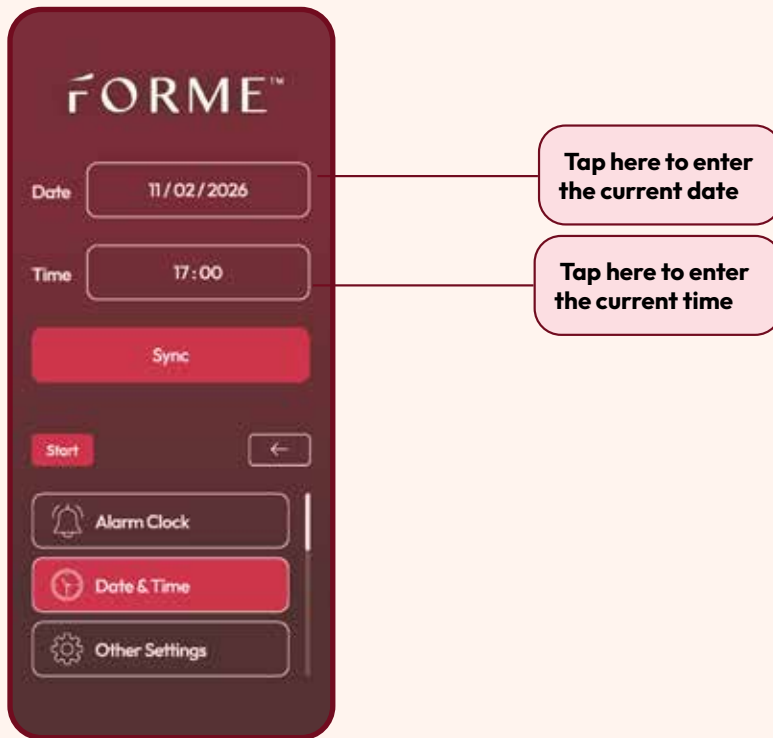 FORME™
Date 11/02/2026
Tap here to enter
the current date
Time 17:00
Tap here to enter
the current time
Sync
Start ←
Alarm Clock
Date & Time
Other Settings